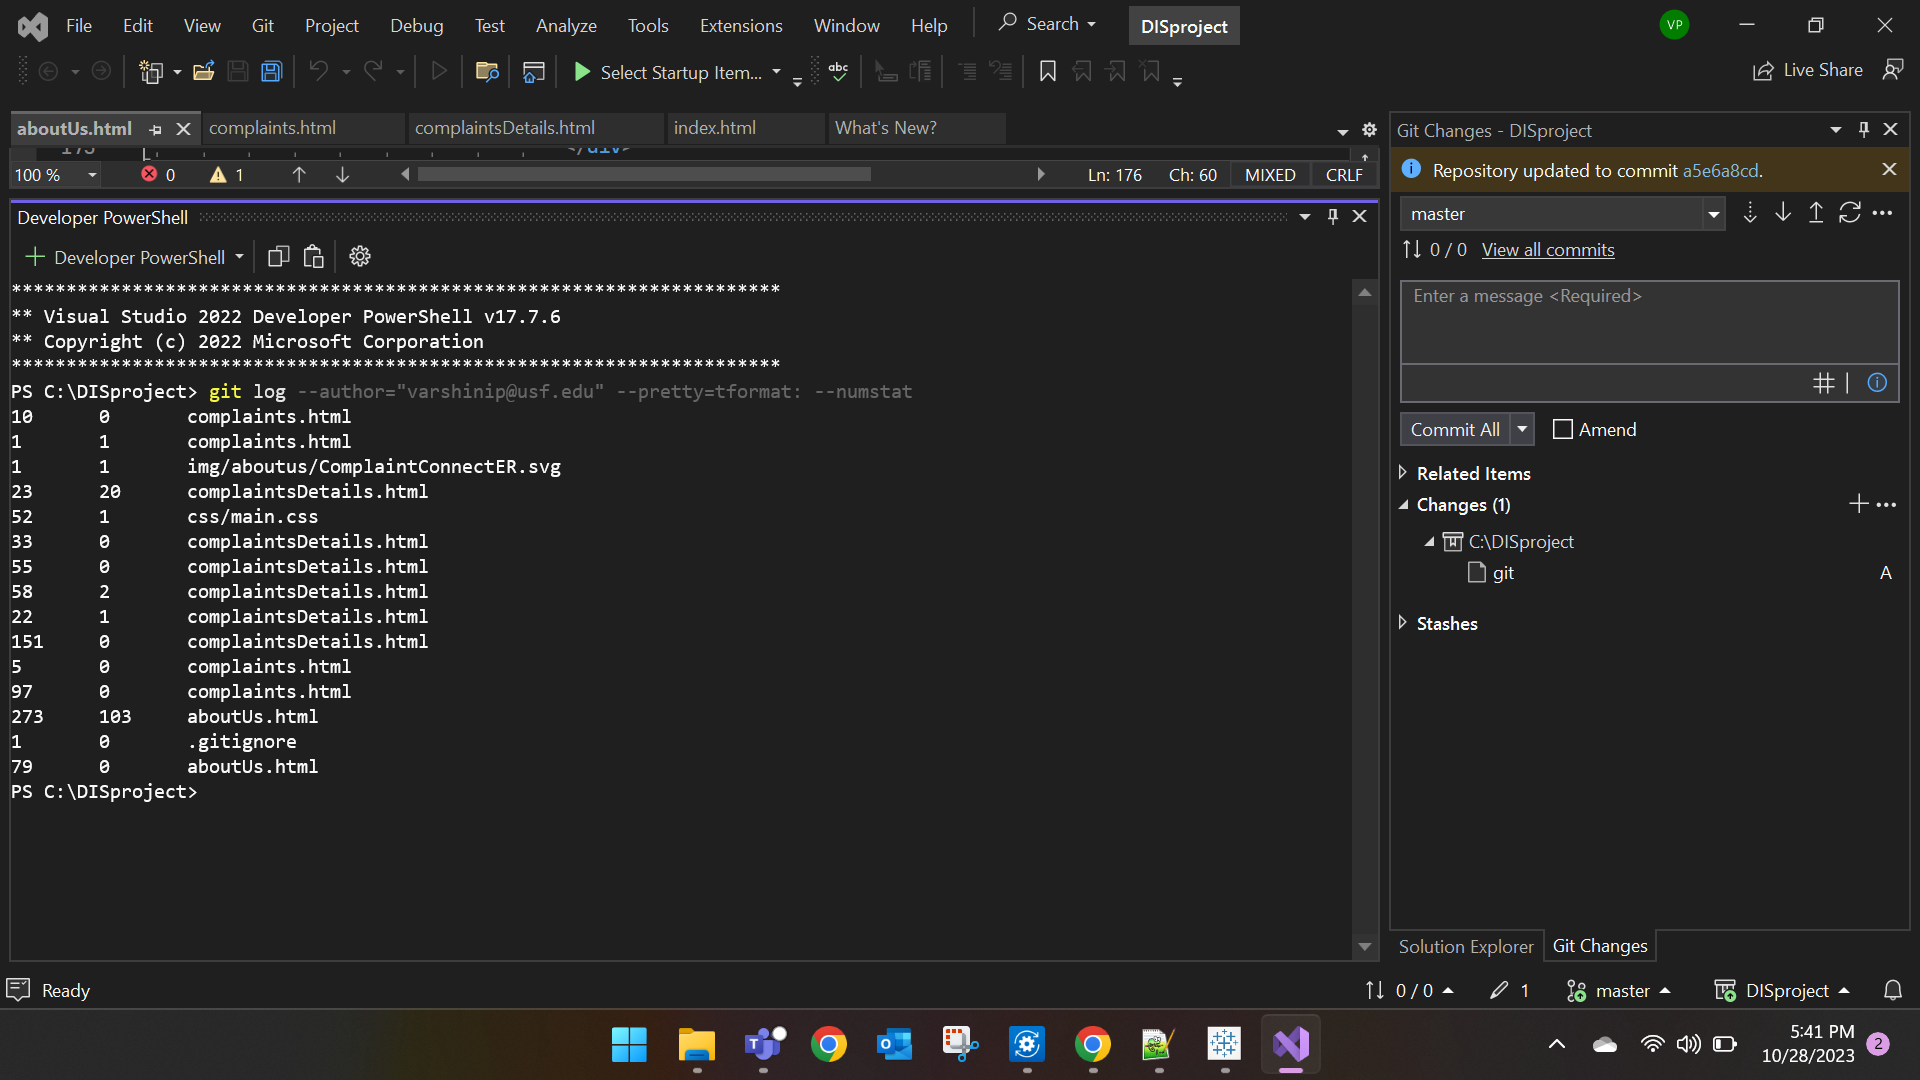 File Edit View Git Project Debug Test Analyze Tools Extensions Window Help Search DISproject VP
Select Startup Item... abc Live Share
aboutUs.html complaints.html complaintsDetails.html index.html What's New?
100 % 0 1 Ln: 176 Ch: 60 MIXED CRLF
Developer PowerShell
Developer PowerShell
**********************************************************************
** Visual Studio 2022 Developer PowerShell v17.7.6
** Copyright (c) 2022 Microsoft Corporation
**********************************************************************
PS C:\DISproject> git log --author="varshinip@usf.edu" --pretty=tformat: --numstat
10 0 complaints.html
1 1 complaints.html
1 1 img/aboutus/ComplaintConnectER.svg
23 20 complaintsDetails.html
52 1 css/main.css
33 0 complaintsDetails.html
55 0 complaintsDetails.html
58 2 complaintsDetails.html
22 1 complaintsDetails.html
151 0 complaintsDetails.html
5 0 complaints.html
97 0 complaints.html
273 103 aboutUs.html
1 0 .gitignore
79 0 aboutUs.html
PS C:\DISproject>
Git Changes - DISproject
Repository updated to commit a5e6a8cd.
master
0 / 0 View all commits
Enter a message <Required>
Commit All Amend
Related Items
Changes (1)
C:\DISproject
git A
Stashes
Solution Explorer Git Changes
Ready 0 / 0 1 master DISproject
5:41 PM
10/28/2023 2